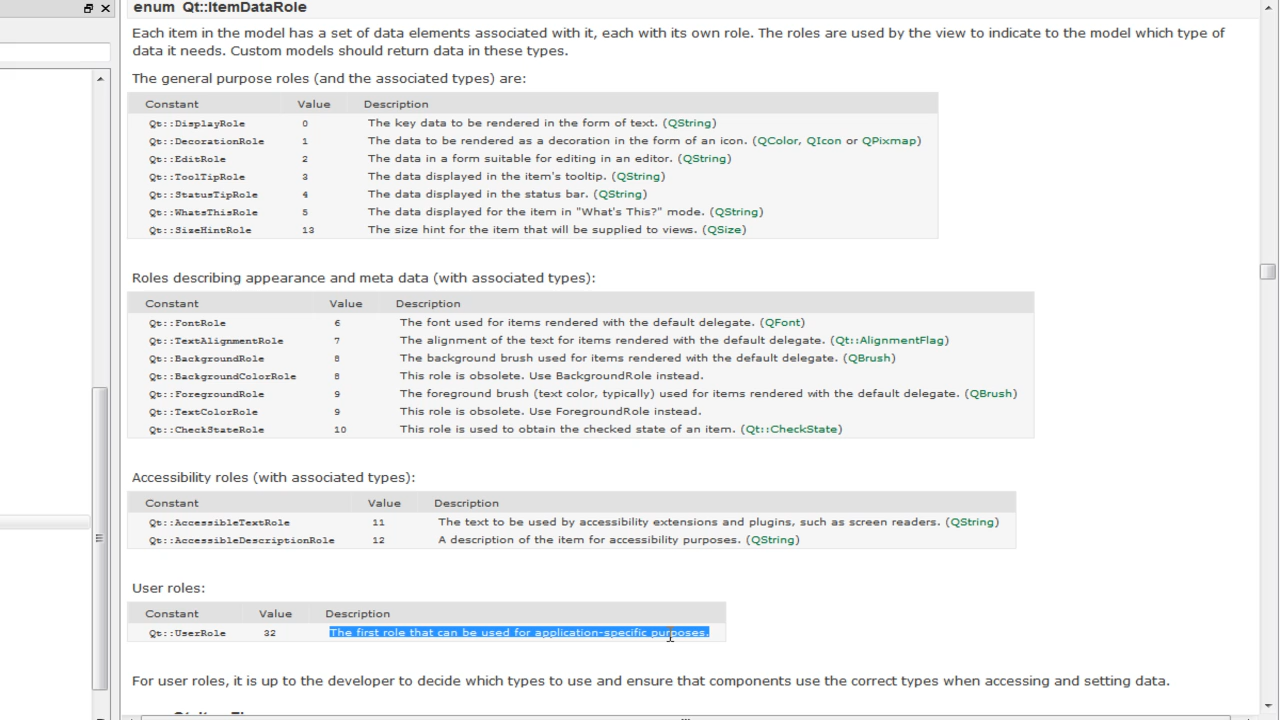 enum Qt::ItemDataRole
Each item in the model has a set of data elements associated with it, each with its own role. The roles are used by the view to indicate to the model which type of
data it needs. Custom models should return data in these types.
The general purpose roles (and the associated types) are:
Constant Value Description
Qt::DisplayRole 0 The key data to be rendered in the form of text. (QString)
Qt::DecorationRole 1 The data to be rendered as a decoration in the form of an icon. (QColor, QIcon or QPixmap)
Qt::EditRole 2 The data in a form suitable for editing in an editor. (QString)
Qt::ToolTipRole 3 The data displayed in the item's tooltip. (QString)
Qt::StatusTipRole 4 The data displayed in the status bar. (QString)
Qt::WhatsThisRole 5 The data displayed for the item in "What's This?" mode. (QString)
Qt::SizeHintRole 13 The size hint for the item that will be supplied to views. (QSize)
Roles describing appearance and meta data (with associated types):
Constant Value Description
Qt::FontRole 6 The font used for items rendered with the default delegate. (QFont)
Qt::TextAlignmentRole 7 The alignment of the text for items rendered with the default delegate. (Qt::AlignmentFlag)
Qt::BackgroundRole 8 The background brush used for items rendered with the default delegate. (QBrush)
Qt::BackgroundColorRole 8 This role is obsolete. Use BackgroundRole instead.
Qt::ForegroundRole 9 The foreground brush (text color, typically) used for items rendered with the default delegate. (QBrush)
Qt::TextColorRole 9 This role is obsolete. Use ForegroundRole instead.
Qt::CheckStateRole 10 This role is used to obtain the checked state of an item. (Qt::CheckState)
Accessibility roles (with associated types):
Constant Value Description
Qt::AccessibleTextRole 11 The text to be used by accessibility extensions and plugins, such as screen readers. (QString)
Qt::AccessibleDescriptionRole 12 A description of the item for accessibility purposes. (QString)
User roles:
Constant Value Description
Qt::UserRole 32 The first role that can be used for application-specific purposes.
For user roles, it is up to the developer to decide which types to use and ensure that components use the correct types when accessing and setting data.